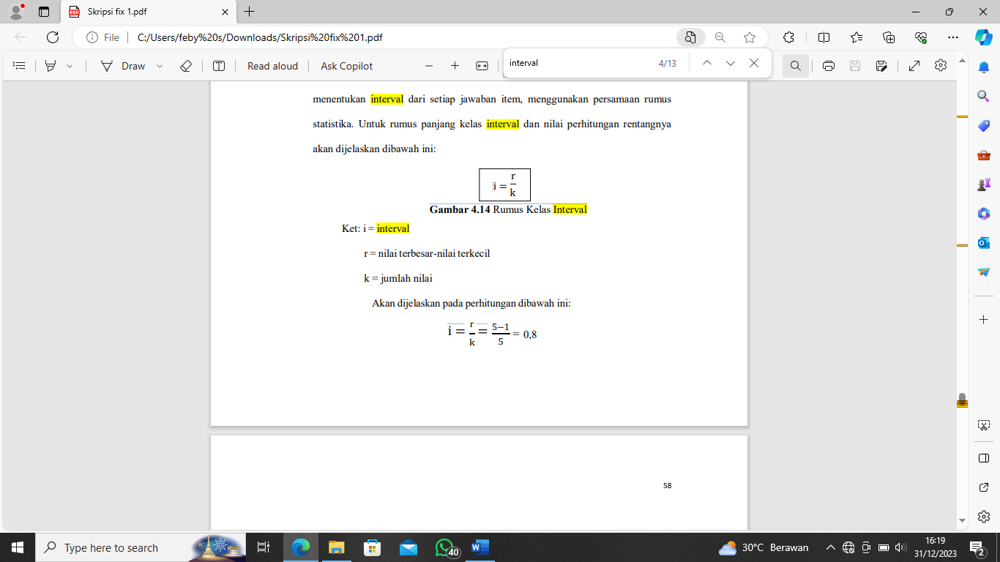 Skripsi fix 1.pdf
File
C:/Users/feby%20s/Downloads/Skripsi%20fix%201.pdf
Draw
Read aloud
Ask Copilot
interval 4/13
menentukan interval dari setiap jawaban item, menggunakan persamaan rumus
statistika. Untuk rumus panjang kelas interval dan nilai perhitungan rentangnya
akan dijelaskan dibawah ini:
i = r/k
Gambar 4.14 Rumus Kelas Interval
Ket: i = interval
r = nilai terbesar-nilai terkecil
k = jumlah nilai
Akan dijelaskan pada perhitungan dibawah ini:
i = r/k = 5−1/5 = 0,8
58
Type here to search
40
30°C Berawan
16:19
31/12/2023
2